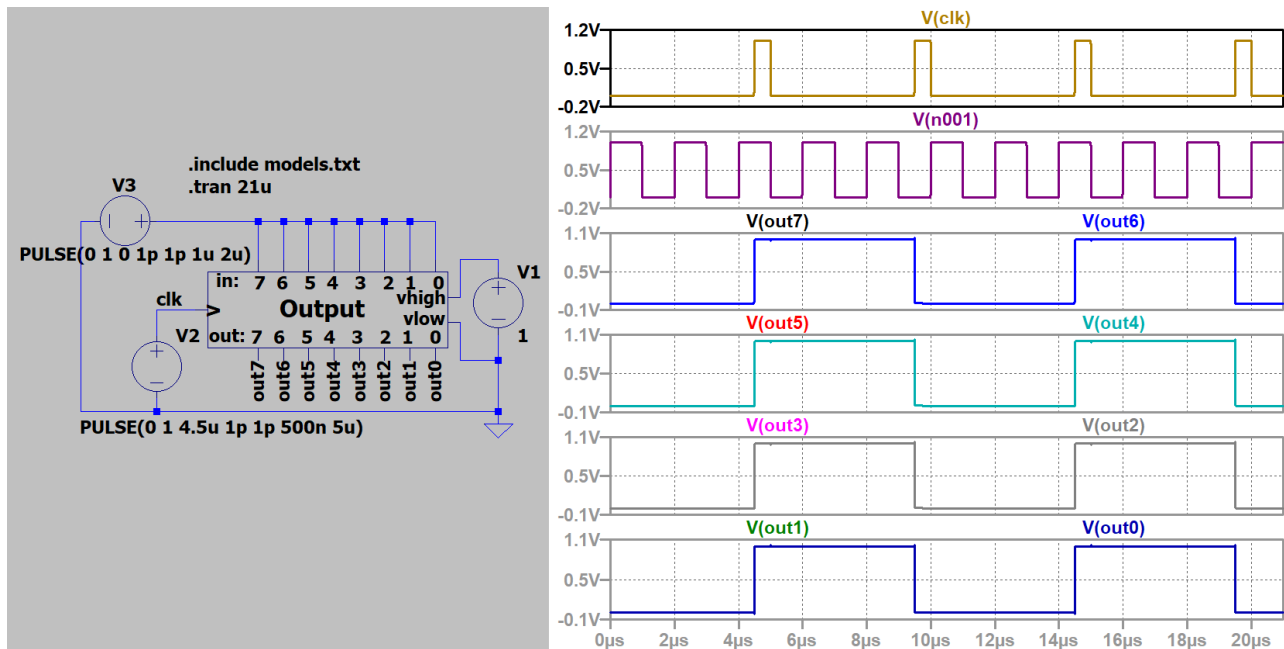 .include models.txt
.tran 21u
V3
PULSE(0 1 0 1p 1p 1u 2u)
in: 7 6 5 4 3 2 1 0
vhigh
V1
clk
Output
vlow
V2
out: 7 6 5 4 3 2 1 0
1
out7 out6 out5 out4 out3 out2 out1 out0
PULSE(0 1 4.5u 1p 1p 500n 5u)
V(clk)
1.2V
0.5V
-0.2V
V(n001)
1.2V
0.5V
-0.2V
V(out7) V(out6)
1.1V
0.5V
-0.1V
V(out5) V(out4)
1.1V
0.5V
-0.1V
V(out3) V(out2)
1.1V
0.5V
-0.1V
V(out1) V(out0)
1.1V
0.5V
-0.1V
0µs 2µs 4µs 6µs 8µs 10µs 12µs 14µs 16µs 18µs 20µs